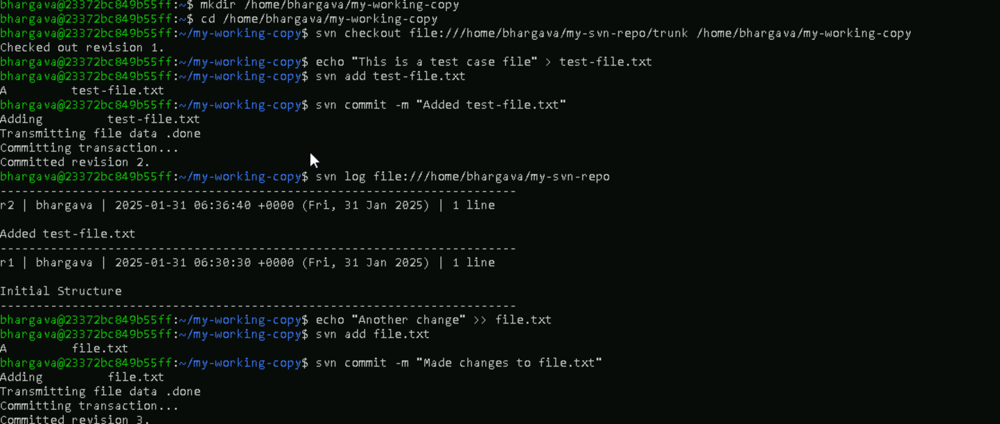 bhargava@23372bc849b55ff:~$ mkdir /home/bhargava/my-working-copy
bhargava@23372bc849b55ff:~$ cd /home/bhargava/my-working-copy
bhargava@23372bc849b55ff:~/my-working-copy$ svn checkout file:///home/bhargava/my-svn-repo/trunk /home/bhargava/my-working-copy
Checked out revision 1.
bhargava@23372bc849b55ff:~/my-working-copy$ echo "This is a test case file" > test-file.txt
bhargava@23372bc849b55ff:~/my-working-copy$ svn add test-file.txt
A         test-file.txt
bhargava@23372bc849b55ff:~/my-working-copy$ svn commit -m "Added test-file.txt"
Adding         test-file.txt
Transmitting file data .done
Committing transaction...
Committed revision 2.
bhargava@23372bc849b55ff:~/my-working-copy$ svn log file:///home/bhargava/my-svn-repo
------------------------------------------------------------------------
r2 | bhargava | 2025-01-31 06:36:40 +0000 (Fri, 31 Jan 2025) | 1 line

Added test-file.txt
------------------------------------------------------------------------
r1 | bhargava | 2025-01-31 06:30:30 +0000 (Fri, 31 Jan 2025) | 1 line

Initial Structure
------------------------------------------------------------------------
bhargava@23372bc849b55ff:~/my-working-copy$ echo "Another change" >> file.txt
bhargava@23372bc849b55ff:~/my-working-copy$ svn add file.txt
A         file.txt
bhargava@23372bc849b55ff:~/my-working-copy$ svn commit -m "Made changes to file.txt"
Adding         file.txt
Transmitting file data .done
Committing transaction...
Committed revision 3.